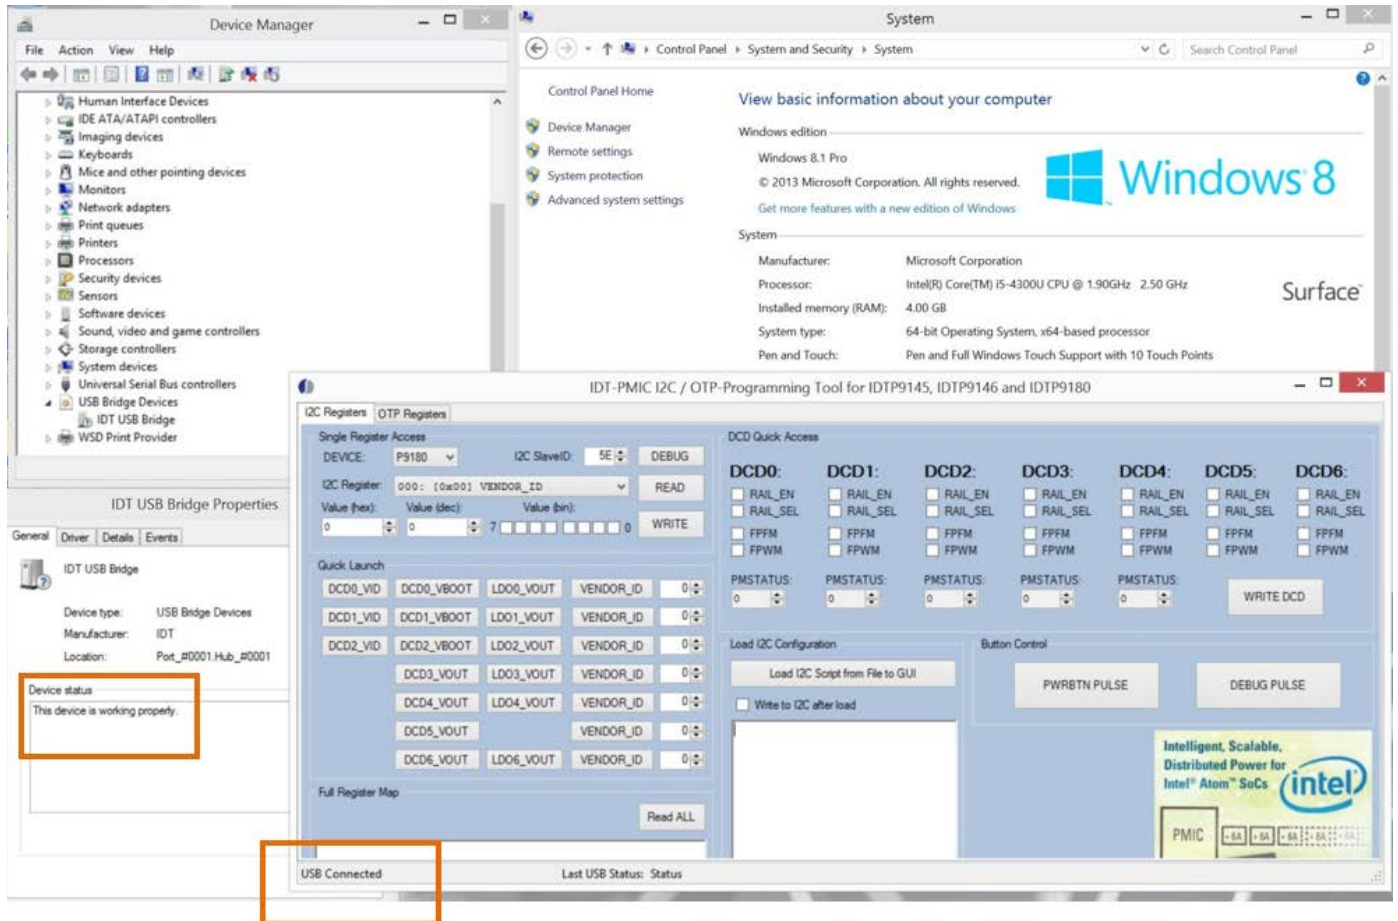 Device Manager
File Action View Help
Human Interface Devices
IDE ATA/ATAPI controllers
Imaging devices
Keyboards
Mice and other pointing devices
Monitors
Network adapters
Print queues
Printers
Processors
Security devices
Sensors
Software devices
Sound, video and game controllers
Storage controllers
System devices
Universal Serial Bus controllers
USB Bridge Devices
IDT USB Bridge
WSD Print Provider
System
Control Panel System and Security System
Search Control Panel
Control Panel Home
Device Manager
Remote settings
System protection
Advanced system settings
View basic information about your computer
Windows edition
Windows 8.1 Pro
© 2013 Microsoft Corporation. All rights reserved.
Get more features with a new edition of Windows
Windows 8
System
Manufacturer: Microsoft Corporation
Processor: Intel(R) Core(TM) i5-4300U CPU @ 1.90GHz 2.50 GHz
Installed memory (RAM): 4.00 GB
System type: 64-bit Operating System, x64-based processor
Pen and Touch: Pen and Full Windows Touch Support with 10 Touch Points
Surface
IDT USB Bridge Properties
General Driver Details Events
IDT USB Bridge
Device type: USB Bridge Devices
Manufacturer: IDT
Location: Port_#0001.Hub_#0001
Device status
This device is working properly.
IDT-PMIC I2C / OTP-Programming Tool for IDTP9145, IDTP9146 and IDTP9180
I2C Registers OTP Registers
Single Register Access
DEVICE: P9180 I2C SlaveID: 5E DEBUG
I2C Register: 000: [0x00] VENDOR_ID READ
Value (hex): Value (dec): Value (bin):
0 0 7 0 WRITE
Quick Launch
DCD0_VID DCD0_VBOOT LDO0_VOUT VENDOR_ID 0
DCD1_VID DCD1_VBOOT LDO1_VOUT VENDOR_ID 0
DCD2_VID DCD2_VBOOT LDO2_VOUT VENDOR_ID 0
DCD3_VOUT LDO3_VOUT VENDOR_ID 0
DCD4_VOUT LDO4_VOUT VENDOR_ID 0
DCD5_VOUT VENDOR_ID 0
DCD6_VOUT LDO6_VOUT VENDOR_ID 0
Full Register Map
Read ALL
DCD Quick Access
DCD0: DCD1: DCD2: DCD3: DCD4: DCD5: DCD6:
RAIL_EN RAIL_EN RAIL_EN RAIL_EN RAIL_EN RAIL_EN RAIL_EN
RAIL_SEL RAIL_SEL RAIL_SEL RAIL_SEL RAIL_SEL RAIL_SEL RAIL_SEL
FPFM FPFM FPFM FPFM FPFM FPFM FPFM
FPWM FPWM FPWM FPWM FPWM FPWM FPWM
PMSTATUS: PMSTATUS: PMSTATUS: PMSTATUS: PMSTATUS:
0 0 0 0 0 WRITE DCD
Load I2C Configuration
Load I2C Script from File to GUI
Write to I2C after load
Button Control
PWRBTN PULSE DEBUG PULSE
Intelligent, Scalable,
Distributed Power for
Intel® Atom™ SoCs
intel
PMIC
USB Connected Last USB Status: Status